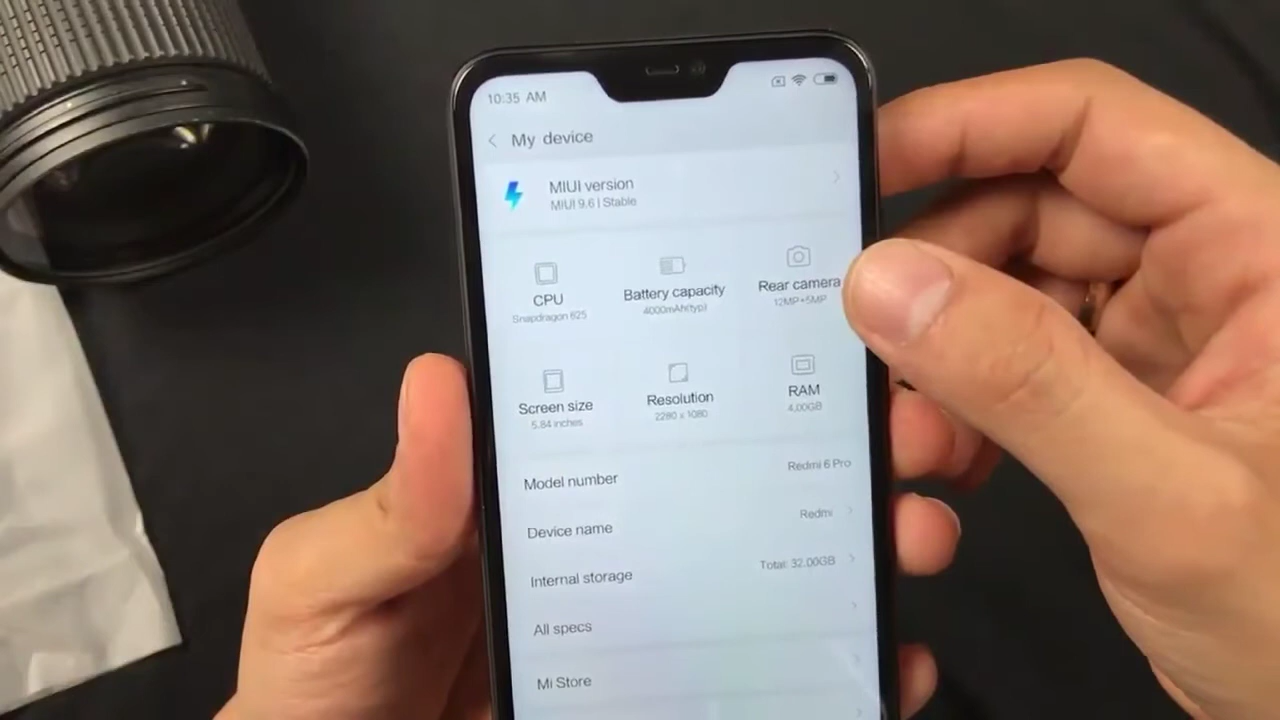 10:35 AM
My device
MIUI version
MIUI 9.6 | Stable
CPU
Snapdragon 625
Battery capacity
4000mAh(typ)
Rear camera
12MP+5MP
Screen size
5.84 inches
Resolution
2280 x 1080
RAM
4.00GB
Model number
Redmi 6 Pro
Device name
Redmi
Internal storage
Total: 32.00GB
All specs
Mi Store